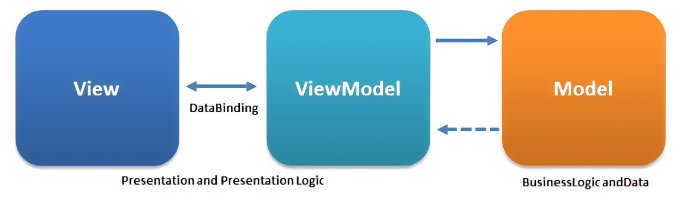 View
ViewModel
Model
DataBinding
Presentation and Presentation Logic
BusinessLogic andData